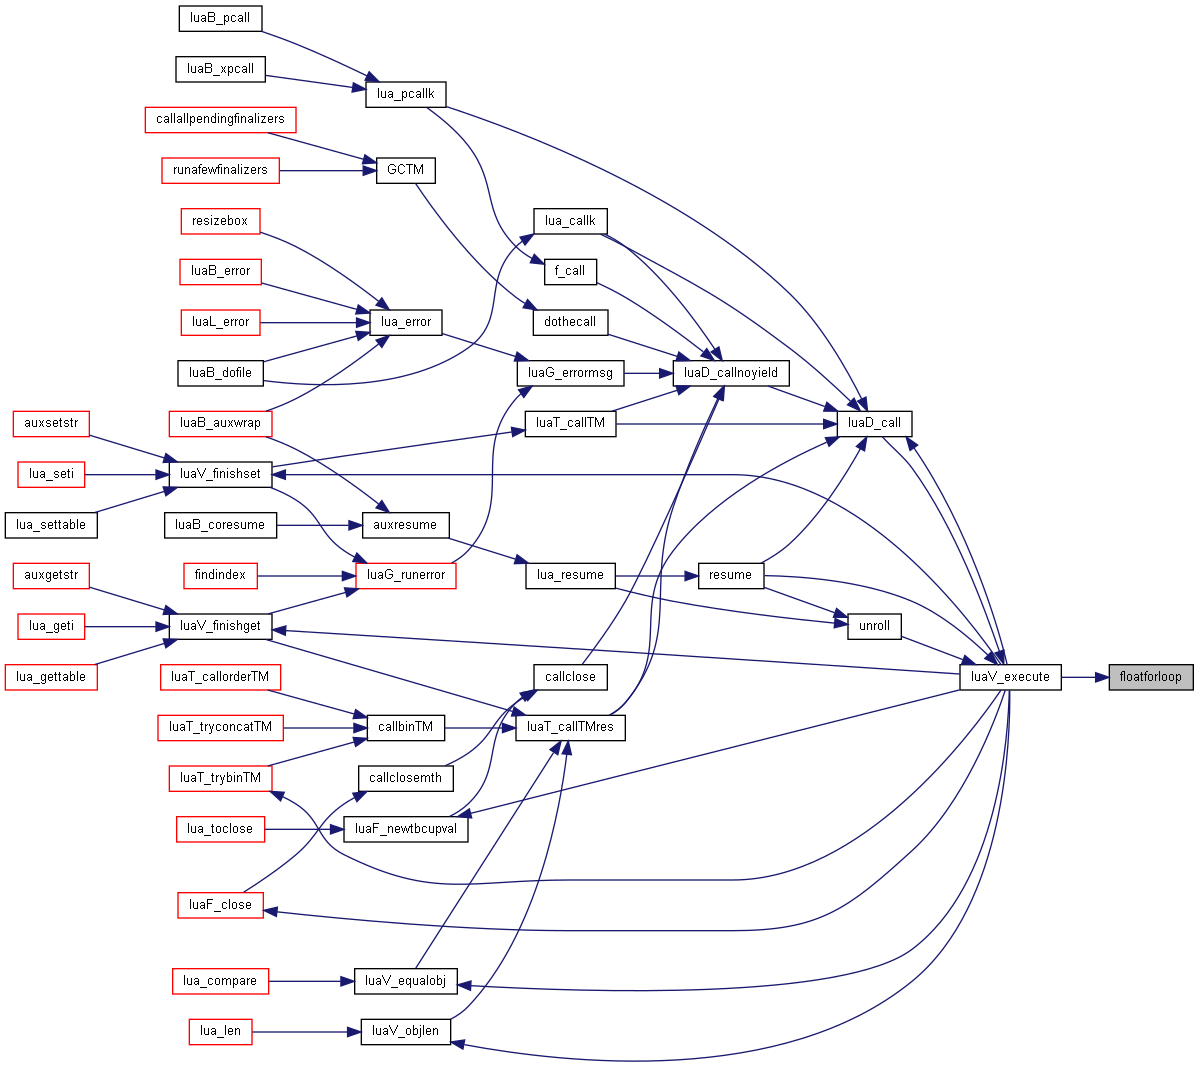 luaB_pcall
luaB_xpcall
lua_pcallk
callallpendingfinalizers
runafewfinalizers
GCTM
resizebox
lua_callk
luaB_error
f_call
luaL_error
lua_error
dothecall
luaB_dofile
luaG_errormsg
luaD_callnoyield
auxsetstr
luaB_auxwrap
luaT_callTM
luaD_call
lua_seti
luaV_finishset
lua_settable
luaB_coresume
auxresume
auxgetstr
findindex
luaG_runerror
lua_resume
resume
lua_geti
luaV_finishget
unroll
lua_gettable
luaT_callorderTM
callclose
luaV_execute
floatforloop
luaT_tryconcatTM
callbinTM
luaT_callTMres
luaT_trybinTM
callclosemth
lua_toclose
luaF_newtbcupval
luaF_close
lua_compare
luaV_equalobj
lua_len
luaV_objlen